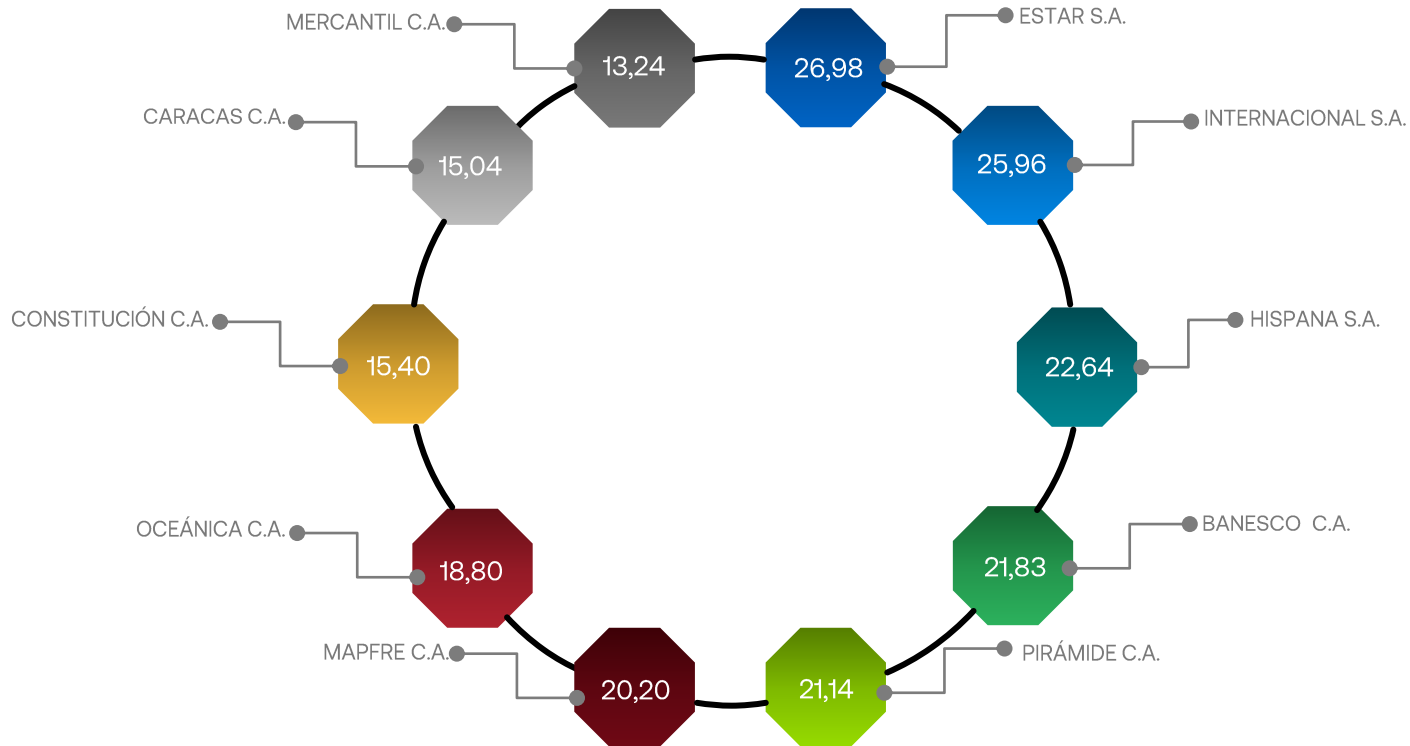 MERCANTIL C.A.
13,24
26,98
ESTAR S.A.
CARACAS C.A.
15,04
25,96
INTERNACIONAL S.A.
CONSTITUCIÓN C.A.
15,40
22,64
HISPANA S.A.
OCEÁNICA C.A.
18,80
21,83
BANESCO C.A.
MAPFRE C.A.
20,20
21,14
PIRÁMIDE C.A.